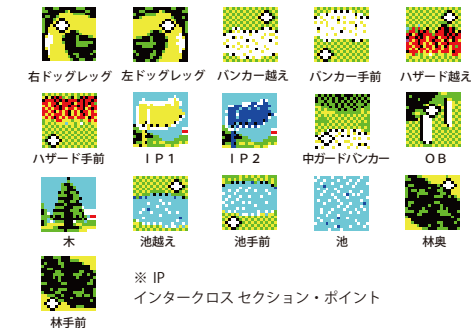 右ドッグレッグ
左ドッグレッグ
バンカー越え
バンカー手前
ハザード越え
ハザード手前
ＩＰ１
ＩＰ２
中ガードバンカー
ＯＢ
木
池越え
池手前
池
林奥
林手前
※ IP
インタークロス セクション・ポイント